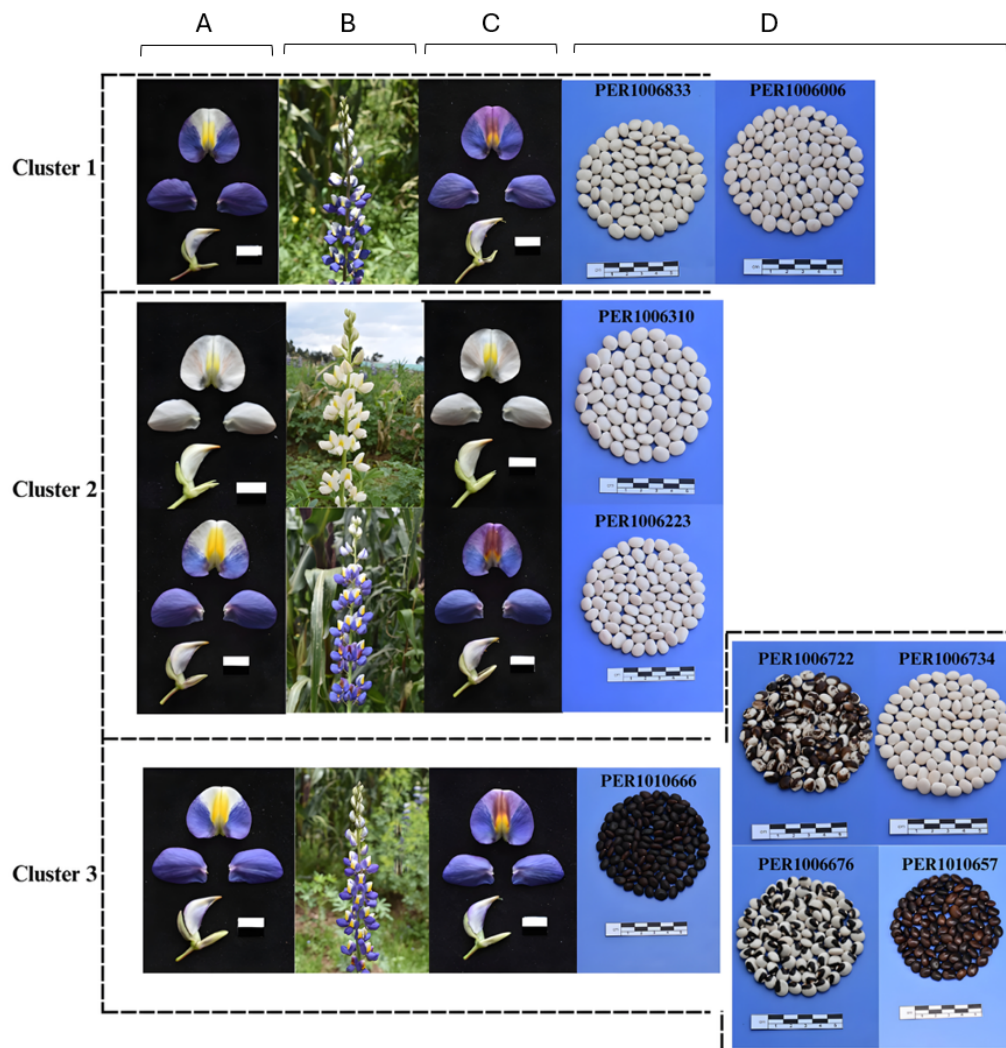 A B C D
Cluster 1
PER1006833 PER1006006
Cluster 2
PER1006310
PER1006223
PER1006722 PER1006734
Cluster 3
PER1010666
PER1006676 PER1010657